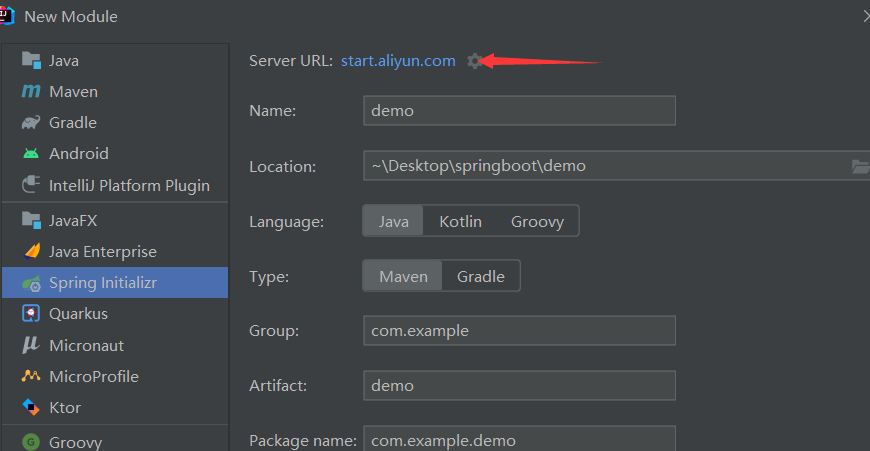 New Module
Java
Maven
Gradle
Android
IntelliJ Platform Plugin
JavaFX
Java Enterprise
Spring Initializr
Quarkus
Micronaut
MicroProfile
Ktor
Groovy
Server URL: start.aliyun.com
Name: demo
Location: ~\Desktop\springboot\demo
Language: Java Kotlin Groovy
Type: Maven Gradle
Group: com.example
Artifact: demo
Package name: com.example.demo